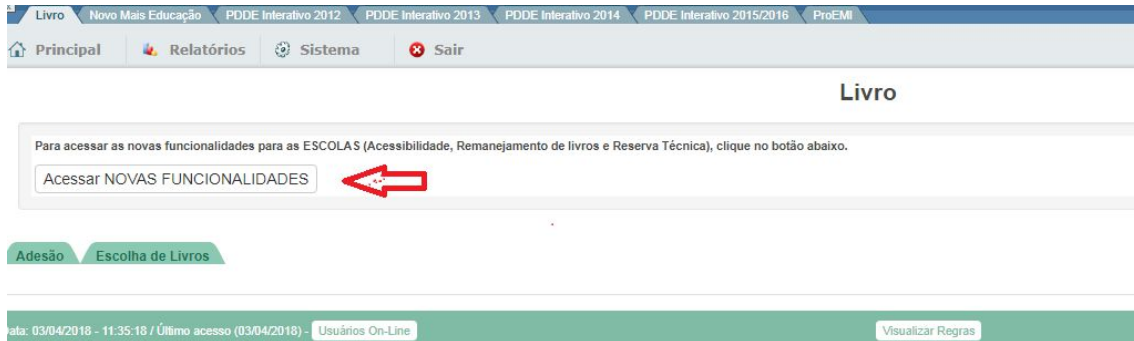 Livro Novo Mais Educação PDDE Interativo 2012 PDDE Interativo 2013 PDDE Interativo 2014 PDDE Interativo 2015/2016 ProEMI
Principal Relatórios Sistema Sair
Livro
Para acessar as novas funcionalidades para as ESCOLAS (Acessibilidade, Remanejamento de livros e Reserva Técnica), clique no botão abaixo.
Acessar NOVAS FUNCIONALIDADES
Adesão Escolha de Livros
ata: 03/04/2018 - 11:35:18 / Último acesso (03/04/2018) - Usuários On-Line Visualizar Regras